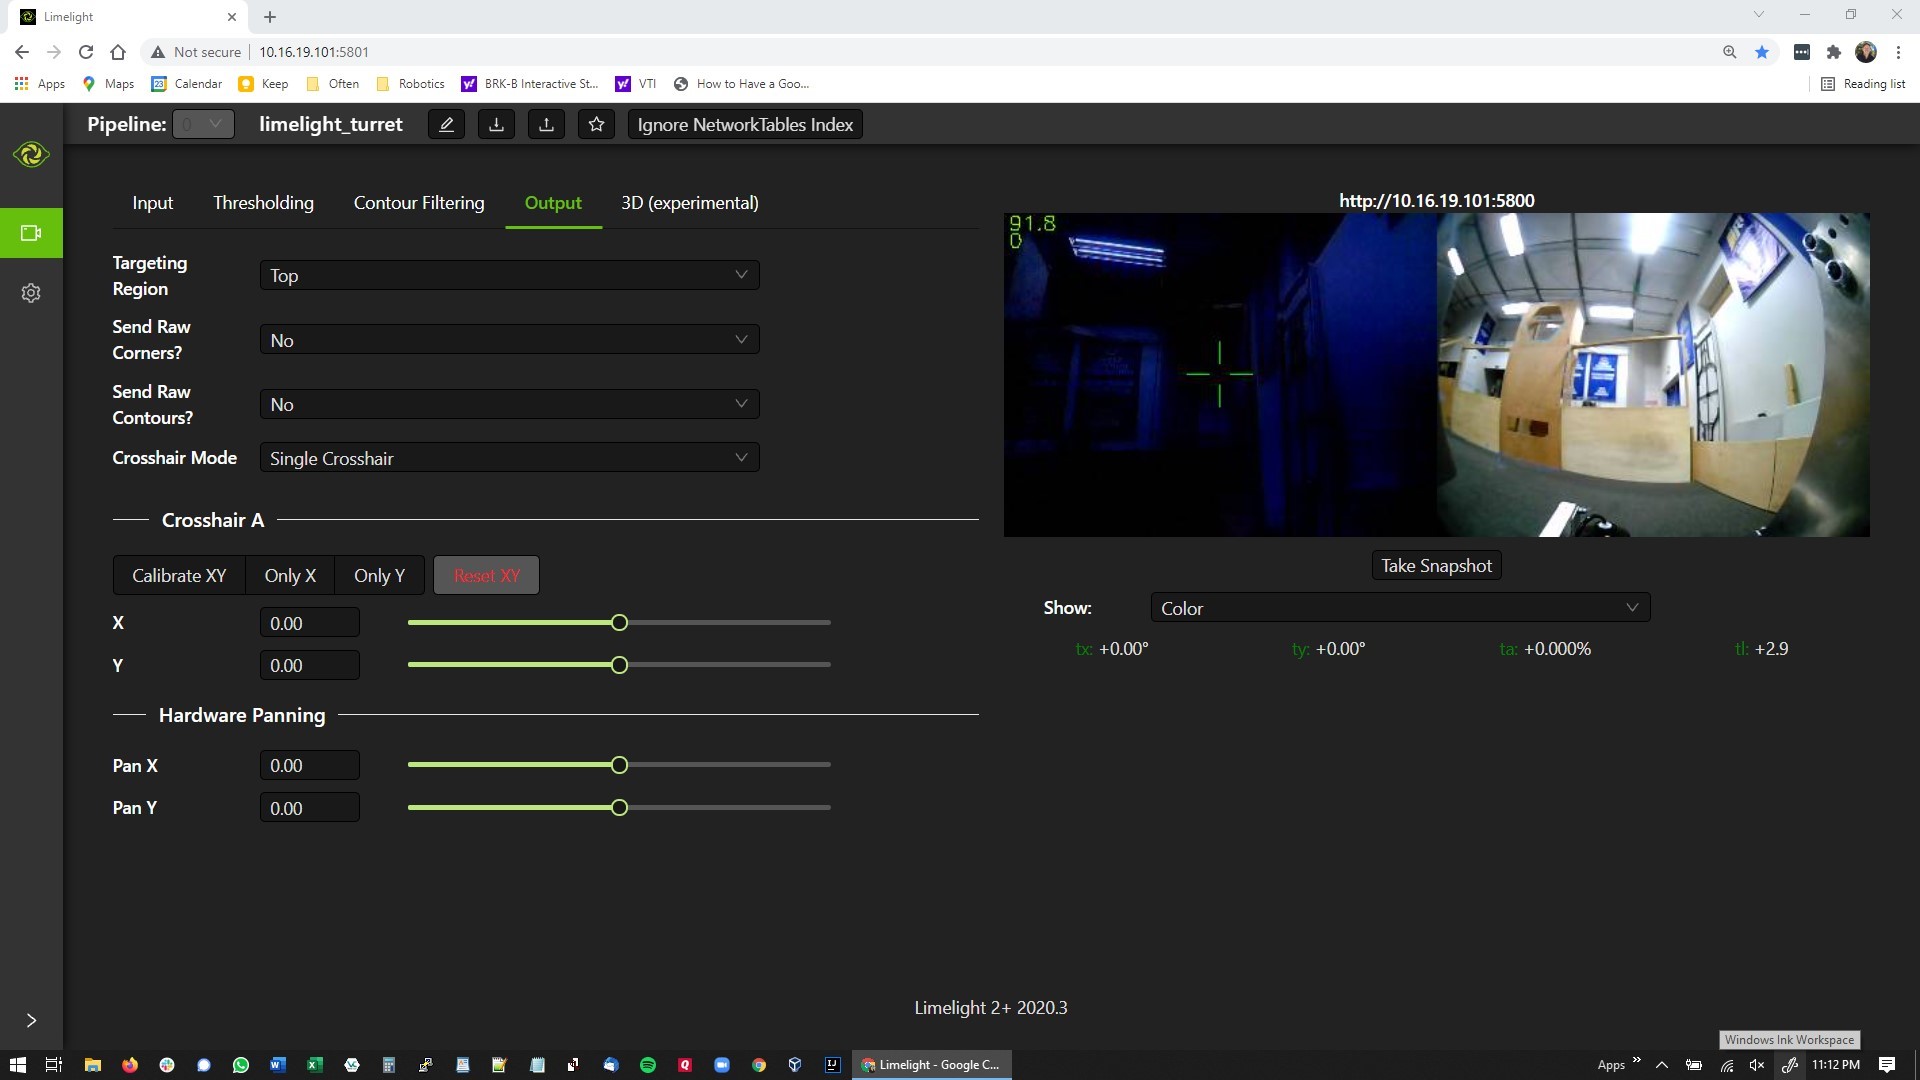 Limelight
Not secure 10.16.19.101:5801
Apps Maps Calendar Keep Often Robotics BRK-B Interactive St... VTI How to Have a Goo... Reading list
Pipeline: 0 limelight_turret Ignore NetworkTables Index
Input Thresholding Contour Filtering Output 3D (experimental)
http://10.16.19.101:5800
91.8
0
Targeting
Region
Top
Send Raw
Corners?
No
Send Raw
Contours?
No
Crosshair Mode Single Crosshair
Crosshair A
Calibrate XY Only X Only Y Reset XY
X 0.00
Y 0.00
Hardware Panning
Pan X 0.00
Pan Y 0.00
Take Snapshot
Show: Color
tx: +0.00° ty: +0.00° ta: +0.000% tl: +2.9
Limelight 2+ 2020.3
Windows Ink Workspace
Limelight - Google C... Apps 11:12 PM